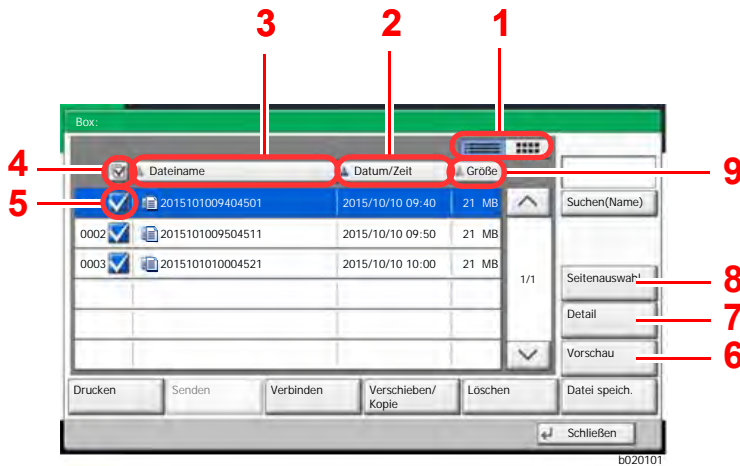 3 2 1
Box:
4 Dateiname Datum/Zeit Größe 9
5 2015101009404501 2015/10/10 09:40 21 MB Suchen(Name)
0002 2015101009504511 2015/10/10 09:50 21 MB
0003 2015101010004521 2015/10/10 10:00 21 MB
1/1 Seitenauswahl 8
Detail 7
Vorschau 6
Drucken Senden Verbinden Verschieben/
Kopie Löschen Datei speich.
Schließen
b020101